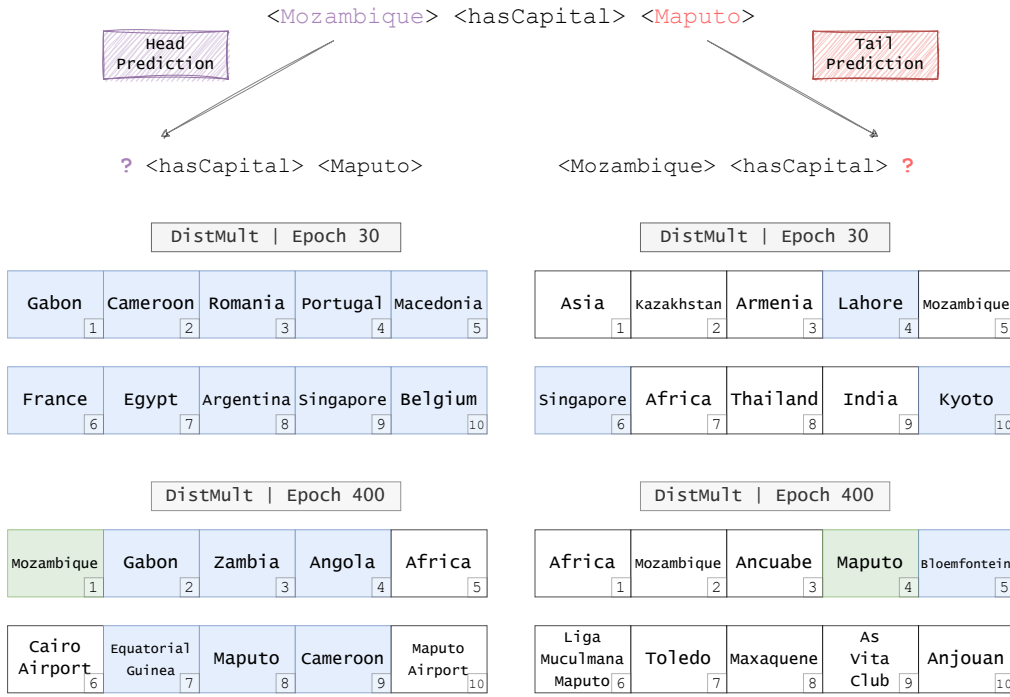 <Mozambique> <hasCapital> <Maputo>
Head
Prediction
Tail
Prediction
? <hasCapital> <Maputo>
<Mozambique> <hasCapital> ?
DistMult | Epoch 30
Gabon Cameroon Romania Portugal Macedonia
1 2 3 4 5
France Egypt Argentina Singapore Belgium
6 7 8 9 10
DistMult | Epoch 30
Asia Kazakhstan Armenia Lahore Mozambique
1 2 3 4 5
Singapore Africa Thailand India Kyoto
6 7 8 9 10
DistMult | Epoch 400
Mozambique Gabon Zambia Angola Africa
1 2 3 4 5
Cairo
Airport
6
Equatorial
Guinea
7
Maputo
8
Cameroon
9
Maputo
Airport
10
DistMult | Epoch 400
Africa Mozambique Ancuabe Maputo Bloemfontein
1 2 3 4 5
Liga
Muculmana
Maputo
6
Toledo
7
Maxaquene
8
As
Vita
Club
9
Anjouan
10